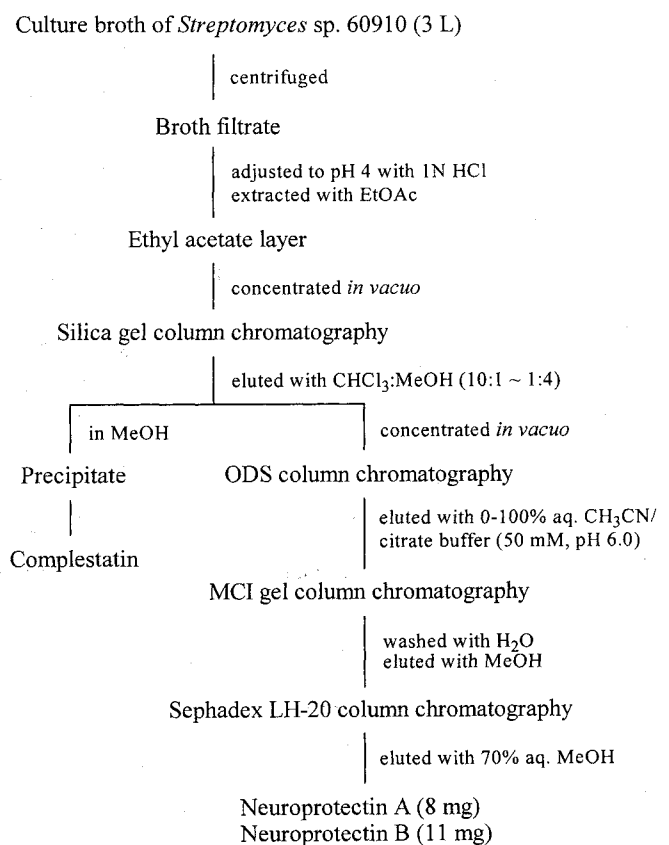 Culture broth of Streptomyces sp. 60910 (3 L)
centrifuged
Broth filtrate
adjusted to pH 4 with 1N HCl
extracted with EtOAc
Ethyl acetate layer
concentrated in vacuo
Silica gel column chromatography
eluted with CHCl3:MeOH (10:1 ~ 1:4)
in MeOH
concentrated in vacuo
Precipitate
ODS column chromatography
eluted with 0-100% aq. CH3CN/
citrate buffer (50 mM, pH 6.0)
Complestatin
MCI gel column chromatography
washed with H2O
eluted with MeOH
Sephadex LH-20 column chromatography
eluted with 70% aq. MeOH
Neuroprotectin A (8 mg)
Neuroprotectin B (11 mg)